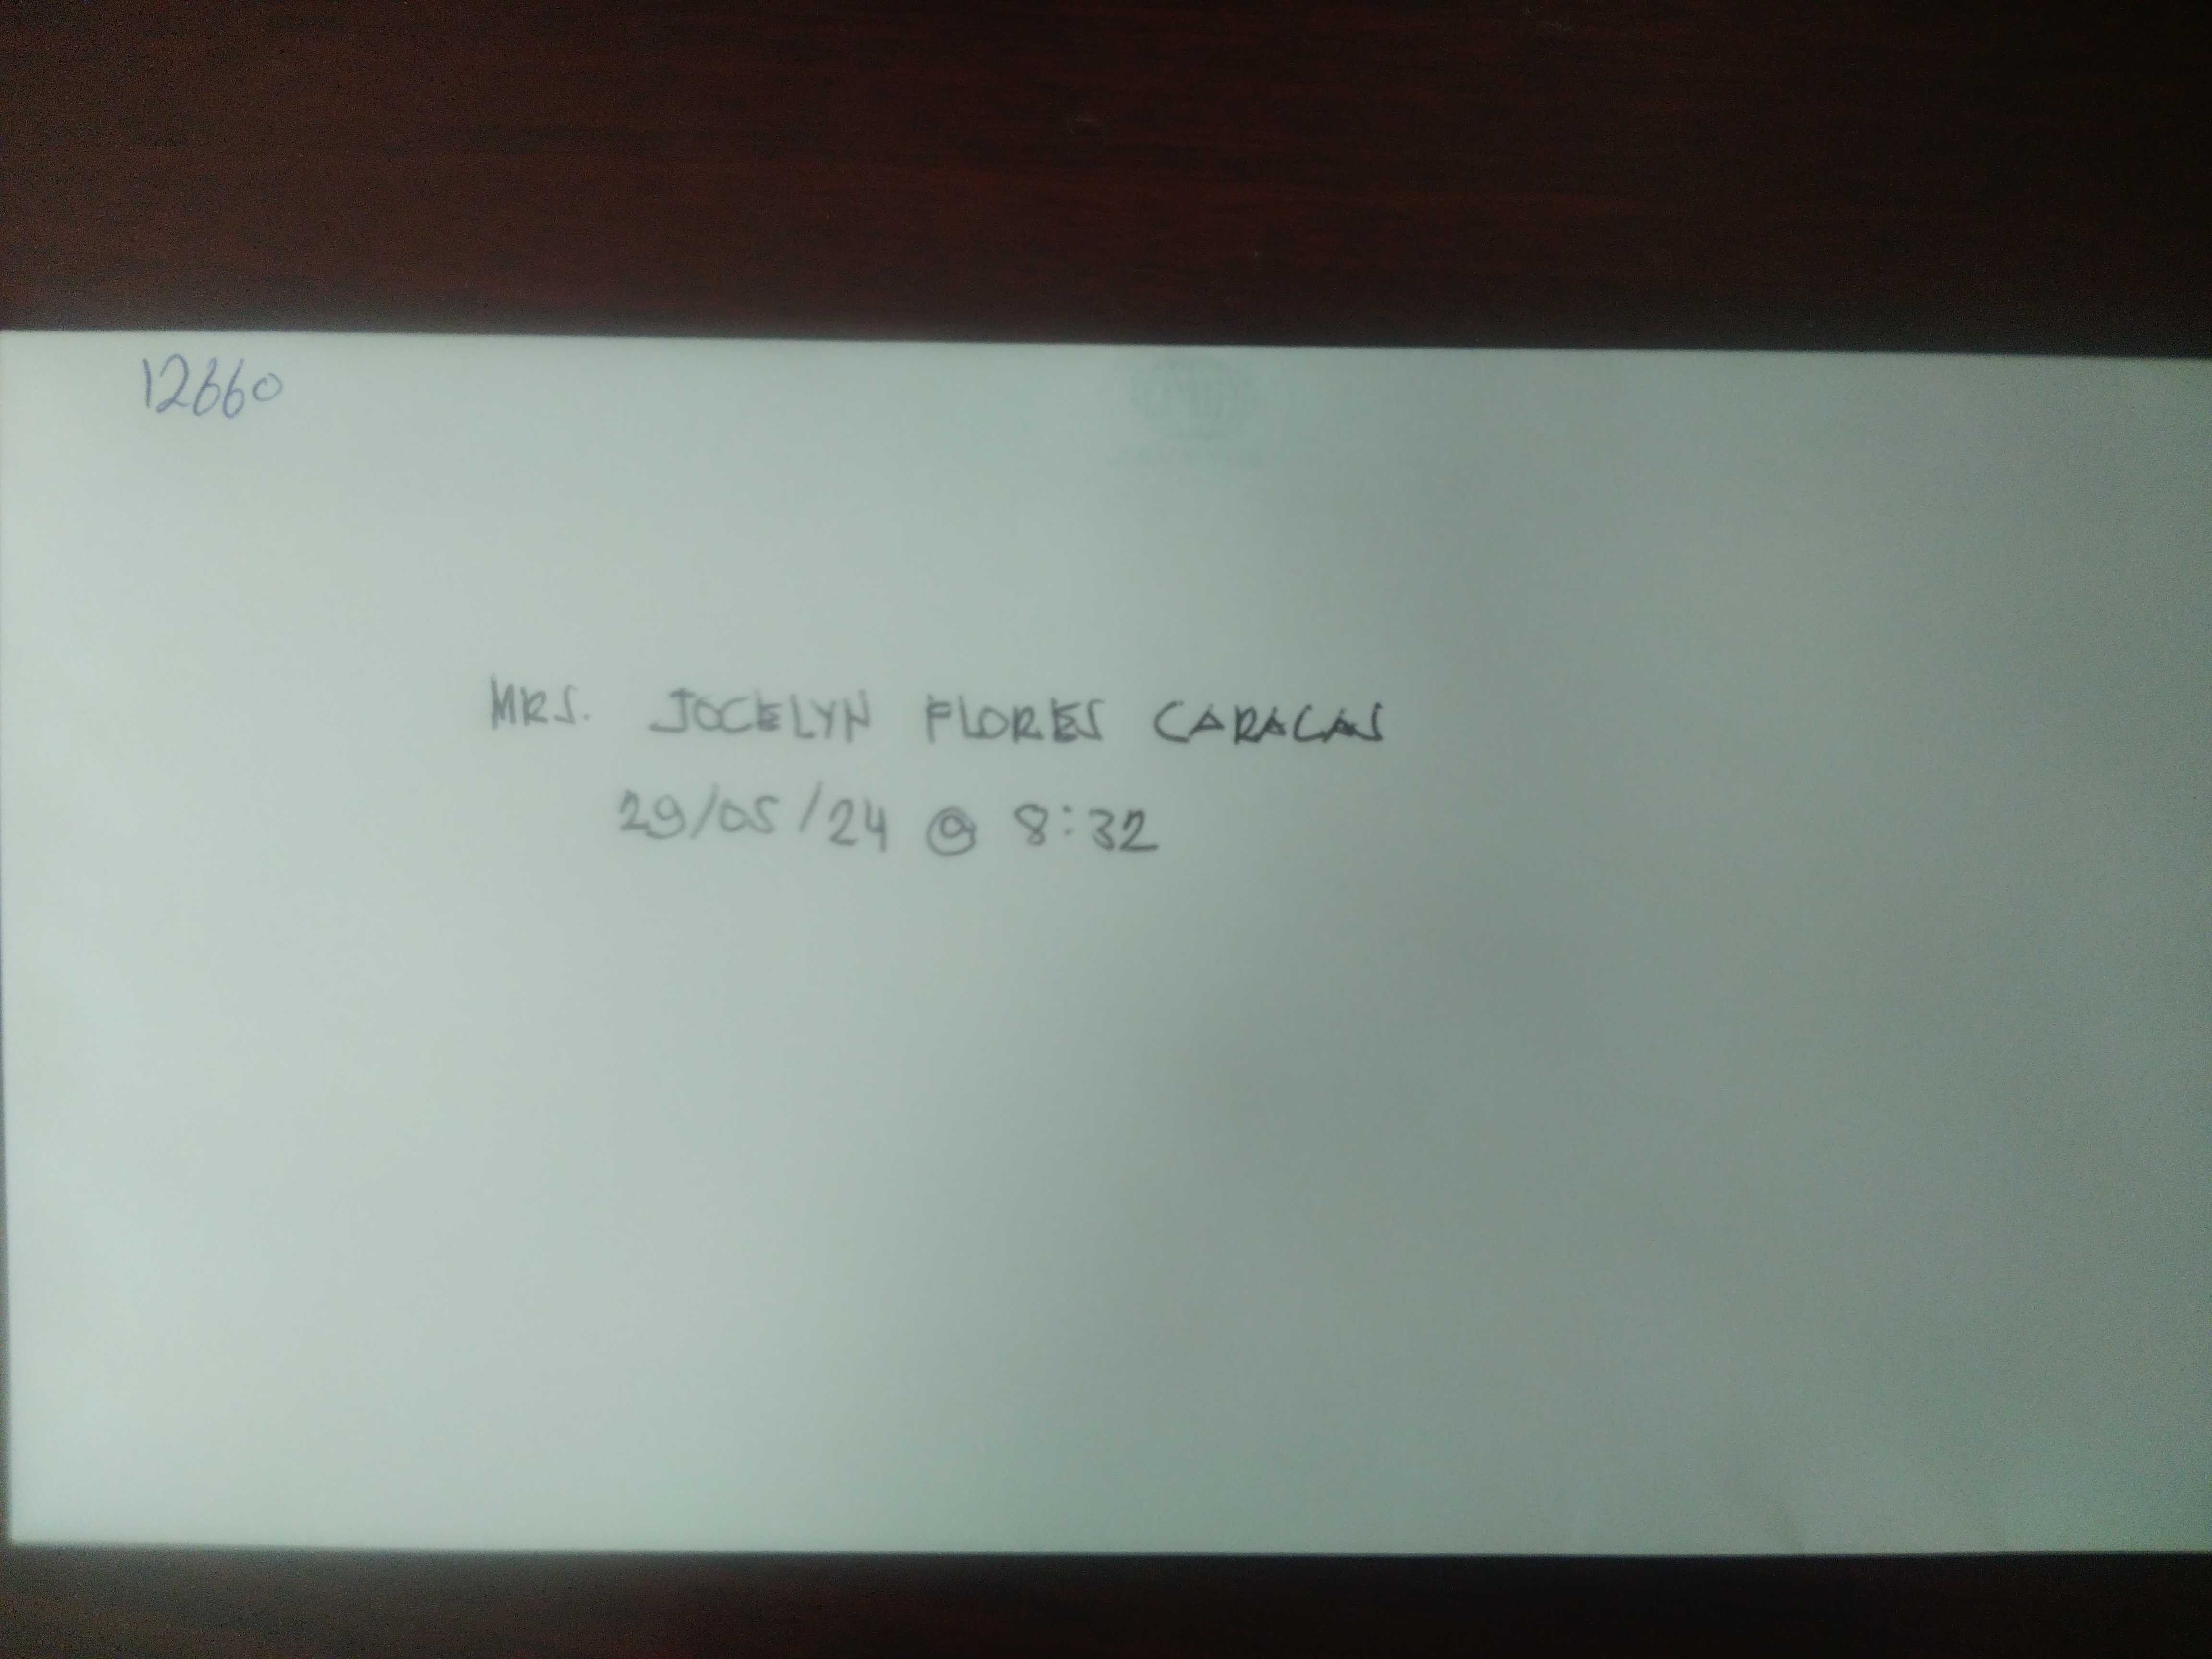 12660
MRS. JOCELYN FLORES CARACAS
29/05/24 @ 8:32